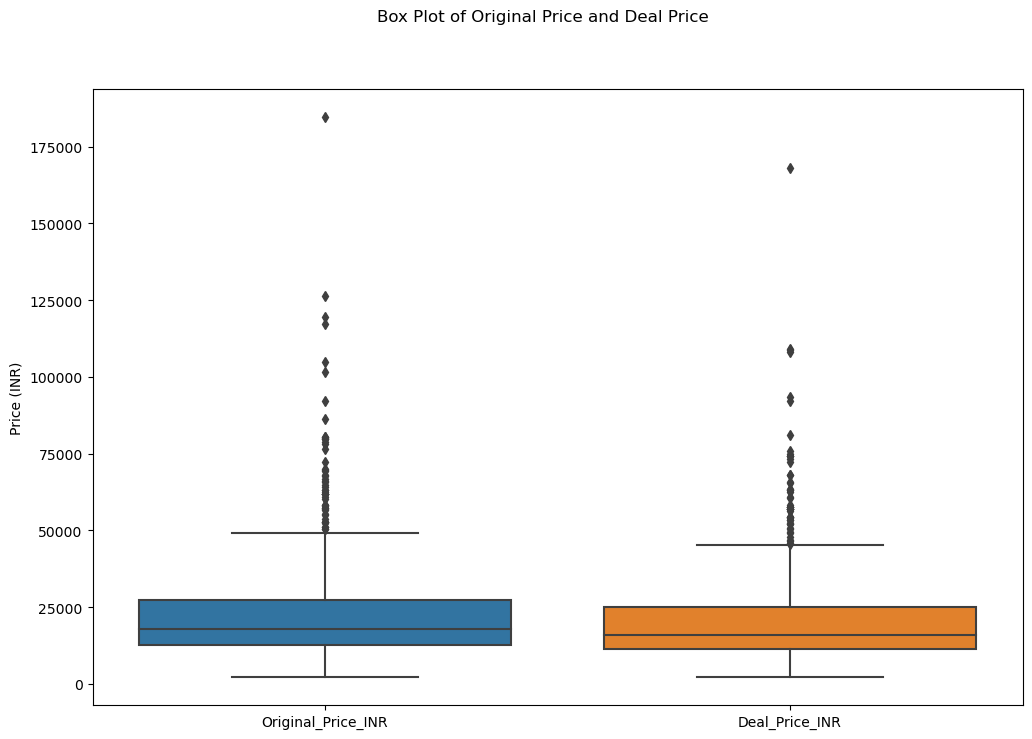 Box Plot of Original Price and Deal Price
175000
150000
125000
100000
75000
50000
25000
0
Price (INR)
Original_Price_INR
Deal_Price_INR